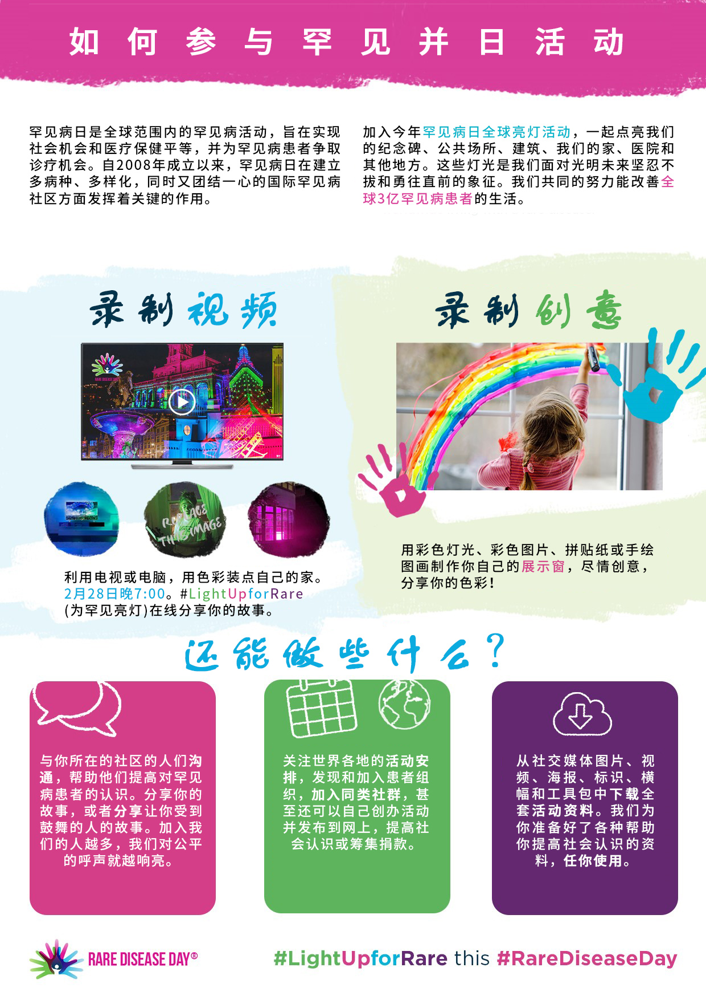 如何参与罕见并日活动
罕见病日是全球范围内的罕见病活动，旨在实现
社会机会和医疗保健平等，并为罕见病患者争取
诊疗机会。自2008年成立以来，罕见病日在建立
多病种、多样化，同时又团结一心的国际罕见病
社区方面发挥着关键的作用。
加入今年罕见病日全球亮灯活动，一起点亮我们
的纪念碑、公共场所、建筑、我们的家、医院和
其他地方。这些灯光是我们面对光明未来坚忍不
拔和勇往直前的象征。我们共同的努力能改善全
球3亿罕见病患者的生活。
录制视频
RARE DISEASE DAY
REPLACE
THIS IMAGE
利用电视或电脑，用色彩装点自己的家。
2月28日晚7:00。#LightUpforRare
(为罕见亮灯)在线分享你的故事。
录制创意
用彩色灯光、彩色图片、拼贴纸或手绘
图画制作你自己的展示窗，尽情创意，
分享你的色彩!
还能做些什么?
与你所在的社区的人们沟
通，帮助他们提高对罕见
病患者的认识。分享你的
故事，或者分享让你受到
鼓舞的人的故事。加入我
们的人越多，我们对公平
的呼声就越响亮。
关注世界各地的活动安
排，发现和加入患者组
织，加入同类社群，甚
至还可以自己创办活动
并发布到网上，提高社
会认识或筹集捐款。
从社交媒体图片、视
频、海报、标识、横
幅和工具包中下载全
套活动资料。我们为
你准备好了各种帮助
你提高社会认识的资
料，任你使用。
RARE DISEASE DAY®
#LightUpforRare this #RareDiseaseDay